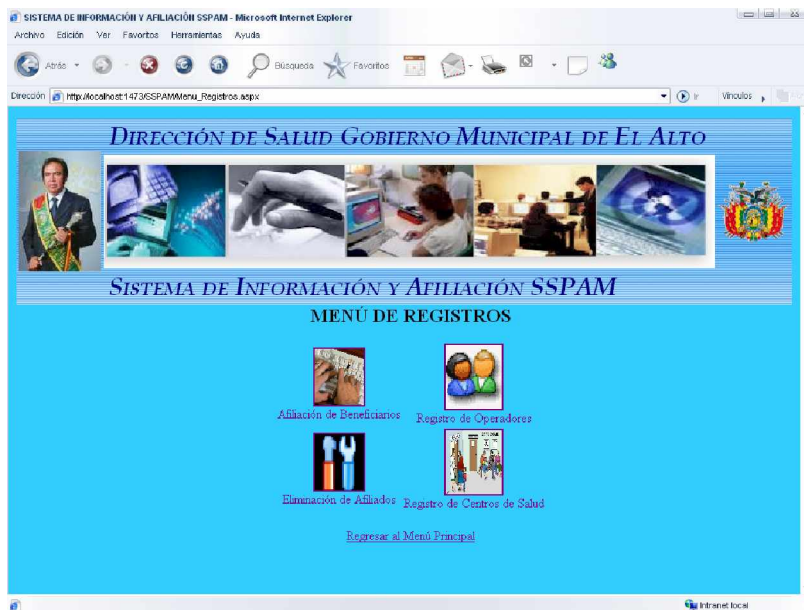 SISTEMA DE INFORMACIÓN Y AFILIACIÓN SSPAM - Microsoft Internet Explorer
Archivo Edición Ver Favoritos Herramientas Ayuda
Atrás Búsqueda Favoritos
Dirección http://localhost:1473/SSPAM/Menu_Registros.aspx Ir Vínculos
DIRECCIÓN DE SALUD GOBIERNO MUNICIPAL DE EL ALTO
SISTEMA DE INFORMACIÓN Y AFILIACIÓN SSPAM
MENÚ DE REGISTROS
Afiliación de Beneficiarios Registro de Operadores
Eliminación de Afiliados Registro de Centros de Salud
Regresar al Menú Principal
Intranet local